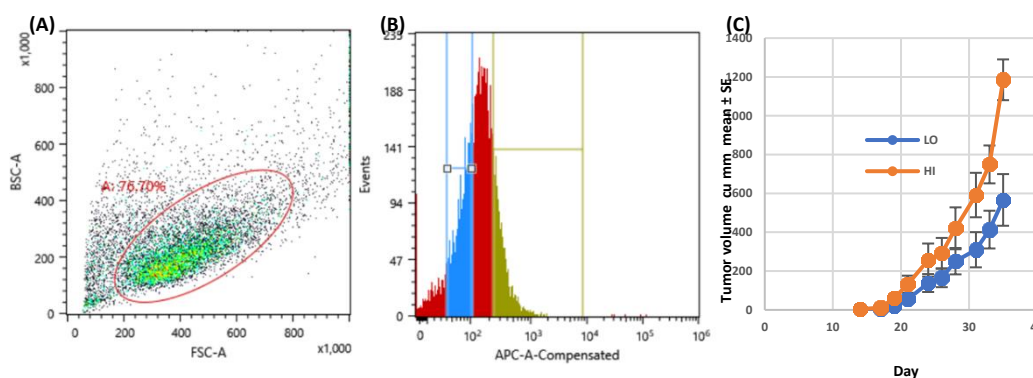 (A)
x1,000
800
600
400
200
0
BSC-A
A: 76.70%
0
200
400
600
800
x1,000
FSC-A
(B)
235
188
141
94
47
0
Events
0
10²
10³
10⁴
10⁵
10⁶
APC-A-Compensated
(C)
1400
1200
1000
800
600
400
200
0
Tumor volume cu mm mean ± SE
LO
HI
0
10
20
30
Day